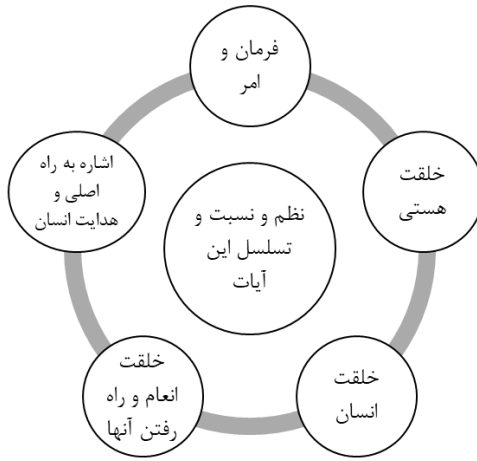 فرمان و
امر
خلقت
هستی
خلقت
انسان
خلقت
انعام و راه
رفتن آنها
اشاره به راه
اصلی و
هدایت انسان
نظم و نسبت و
تسلسل این
آیات